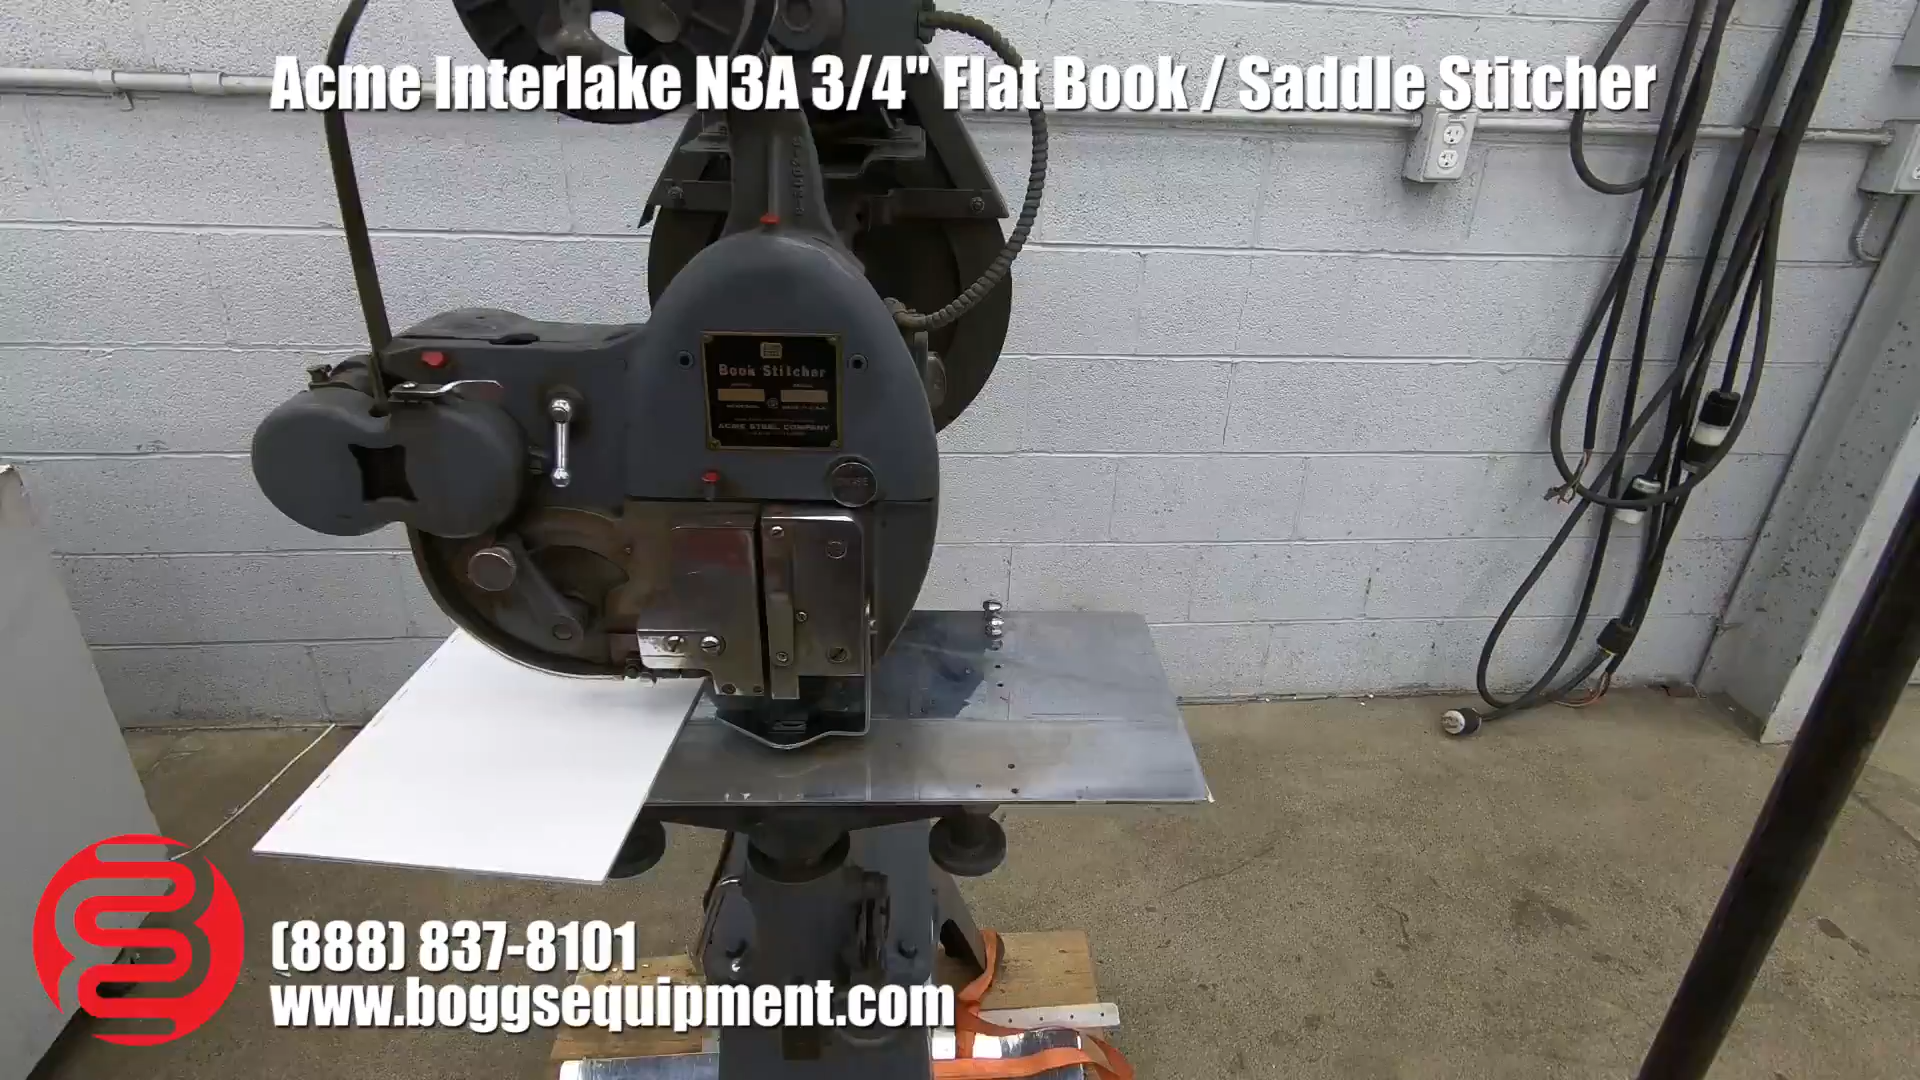 Acme Interlake N3A 3/4" Flat Book / Saddle Stitcher
Book Stitcher
ACME STEEL COMPANY
(888) 837-8101
www.boggsequipment.com